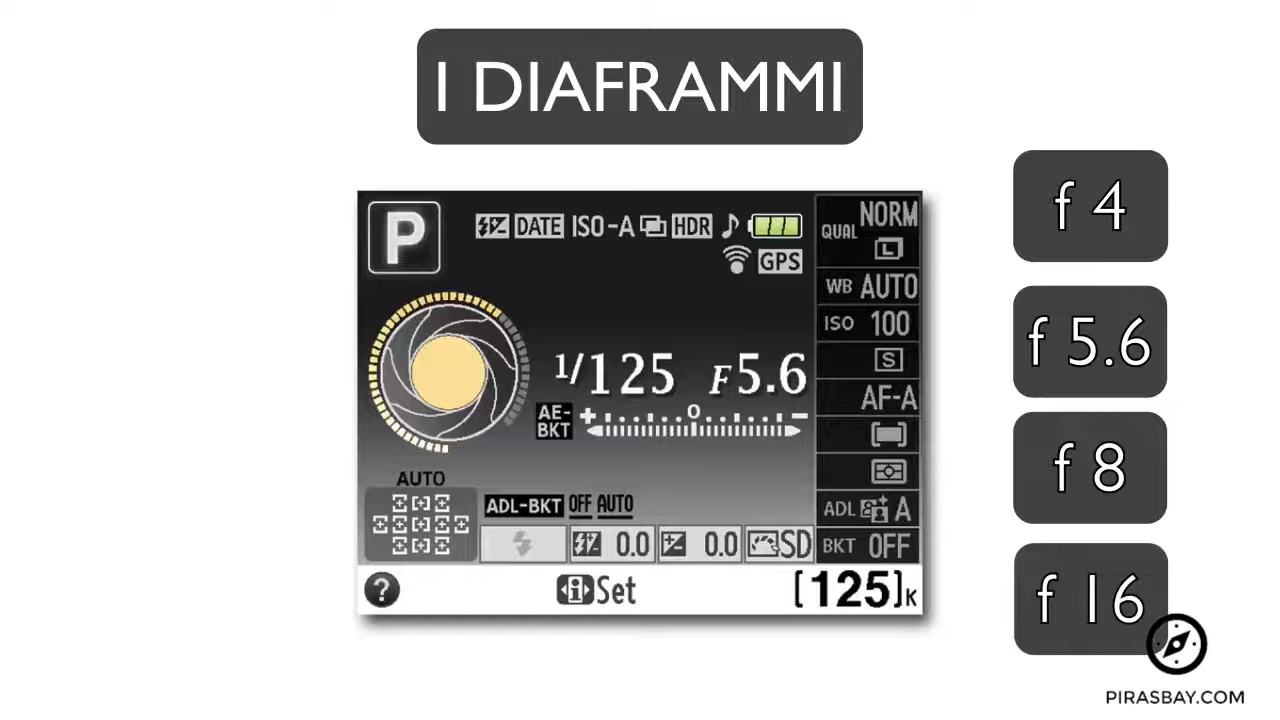 I DIAFRAMMI
P
DATE ISO-A HDR
GPS
1/125 F5.6
AE-
BKT
+ 0 -
AUTO
ADL-BKT OFF AUTO
0.0 0.0 SD
? i Set [125]K
QUAL NORM
L
WB AUTO
ISO 100
S
AF-A
ADL A
BKT OFF
f 4
f 5.6
f 8
f 16
PIRASBAY.COM